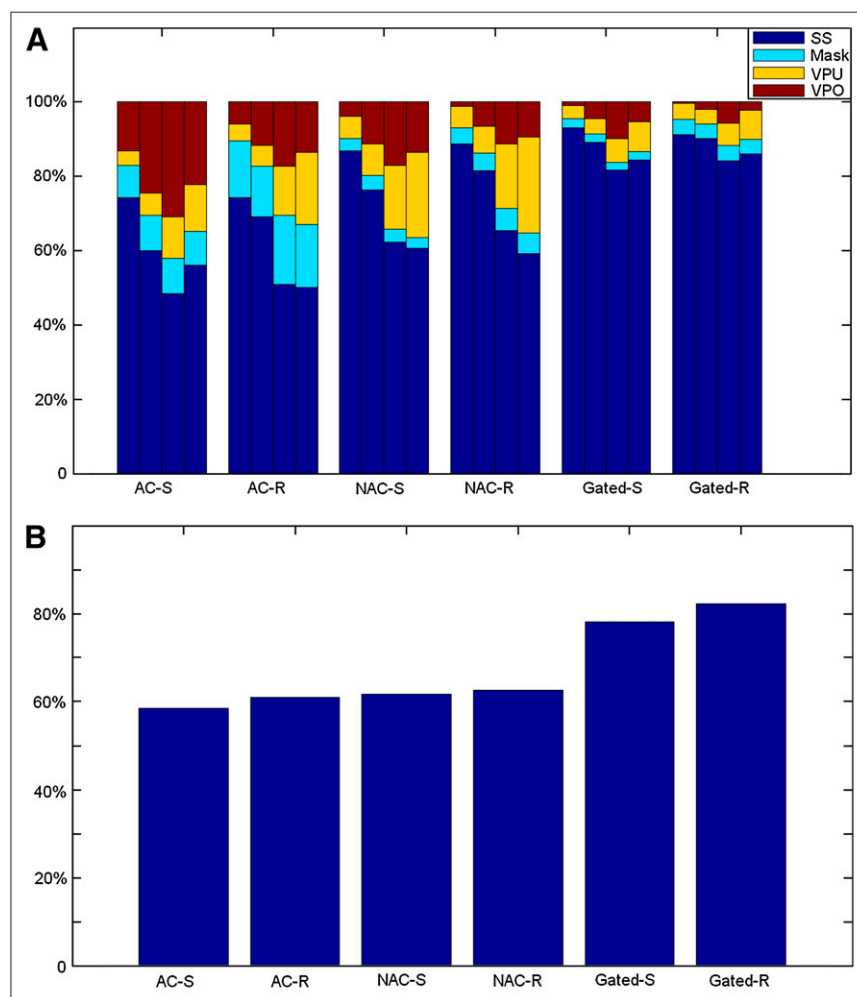 A
SS
Mask
VPU
VPO
100%
80%
60%
40%
20%
0
AC-S AC-R NAC-S NAC-R Gated-S Gated-R
B
80%
60%
40%
20%
0
AC-S AC-R NAC-S NAC-R Gated-S Gated-R